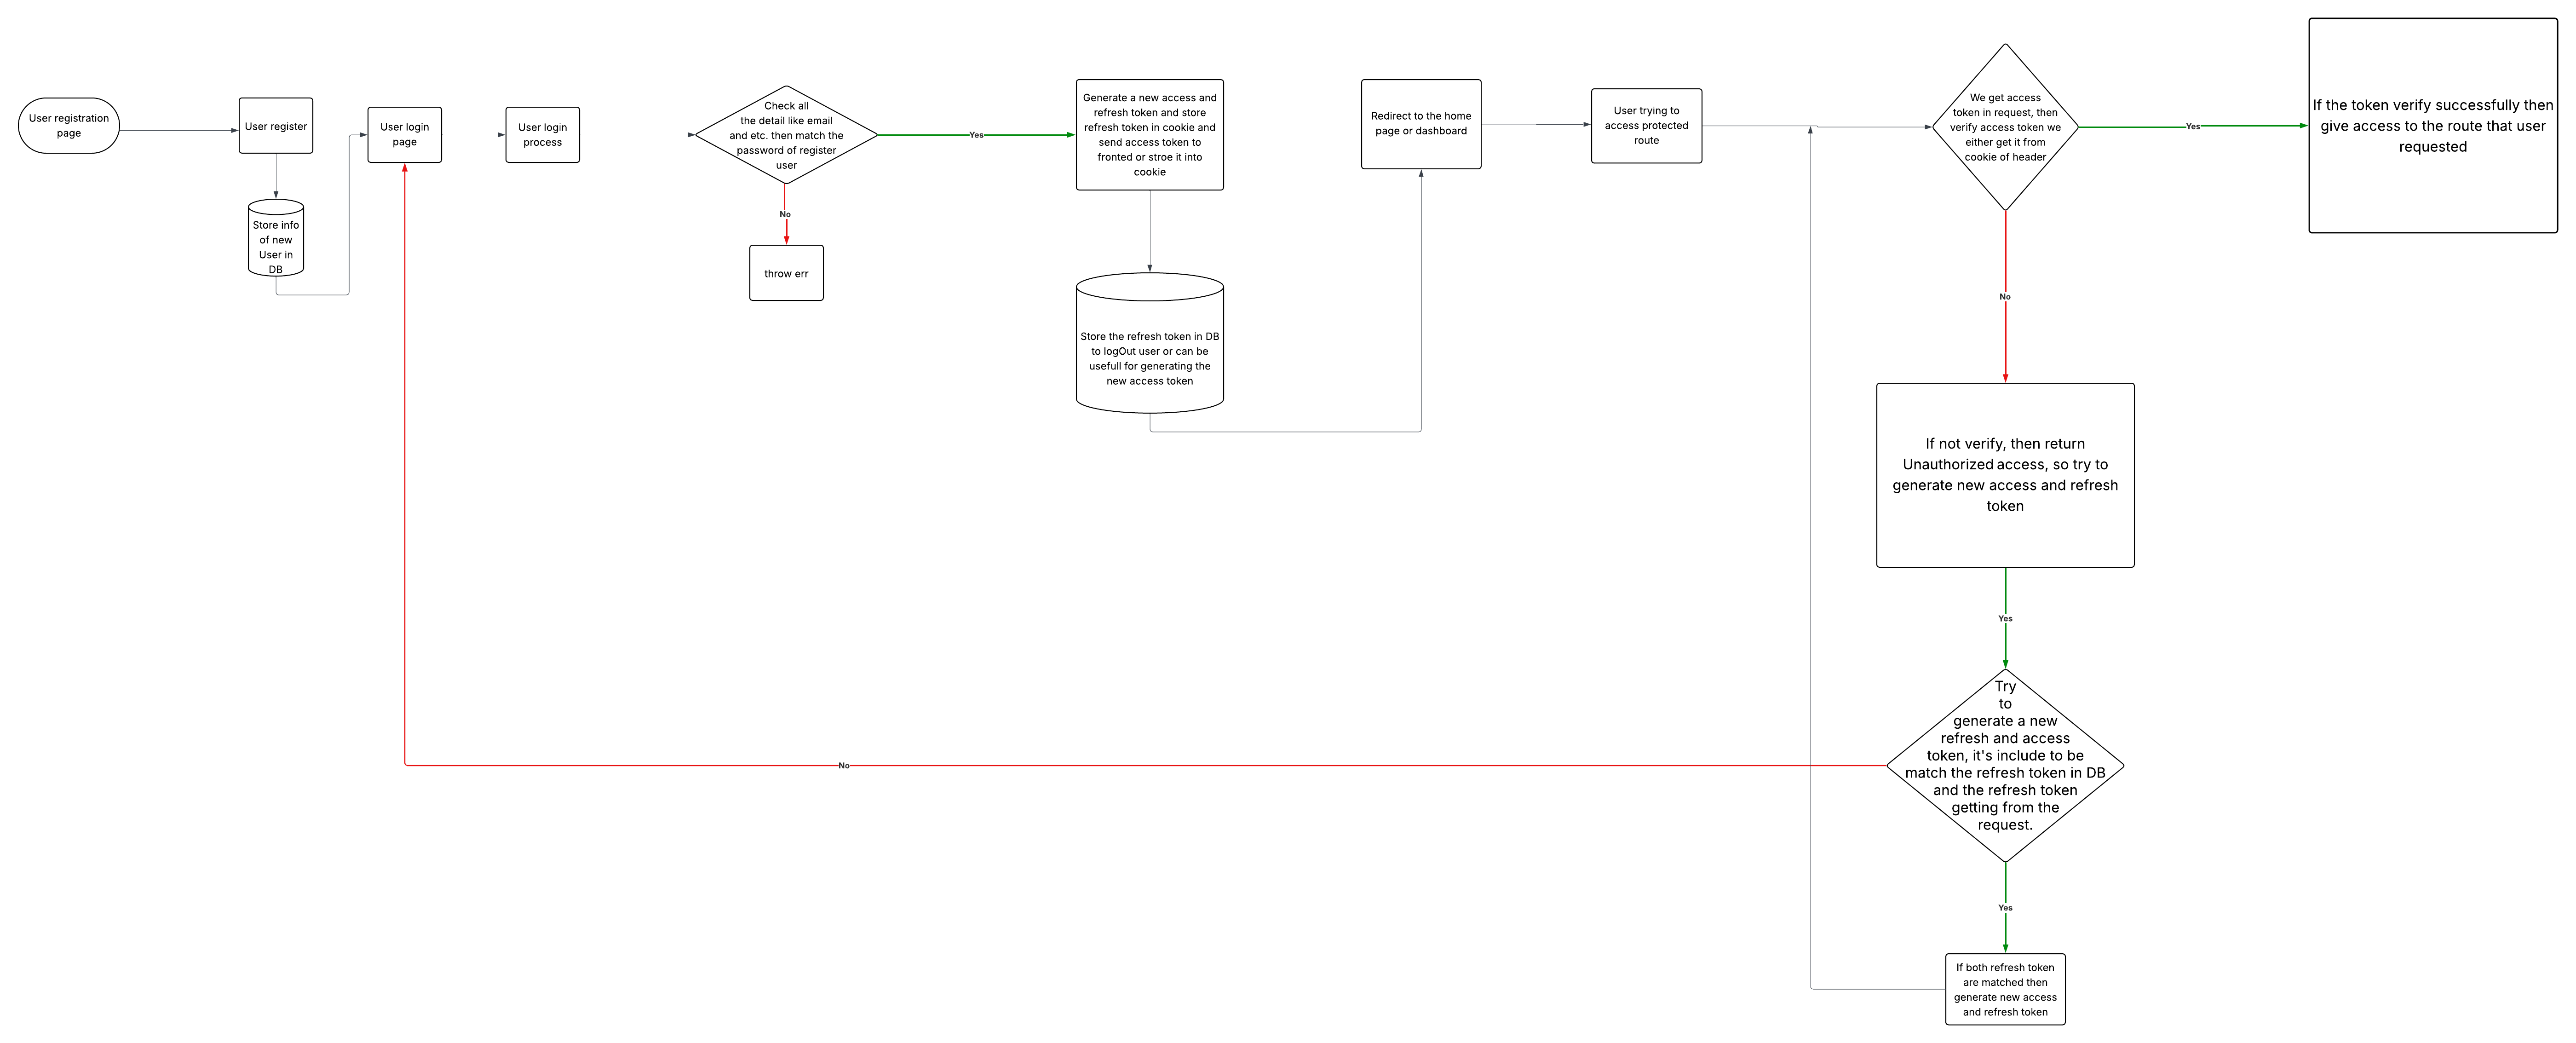 User registration
page
User register
Store info
of new
User in
DB
User login
page
User login
process
Check all
the detail like email
and etc. then match the
password of register
user
Yes
No
throw err
Generate a new access and
refresh token and store
refresh token in cookie and
send access token to
fronted or stroe it into
cookie
Store the refresh token in DB
to logOut user or can be
usefull for generating the
new access token
Redirect to the home
page or dashboard
User trying to
access protected
route
We get access
token in request, then
verify access token we
either get it from
cookie of header
Yes
If the token verify successfully then
give access to the route that user
requested
No
If not verify, then return
Unauthorized access, so try to
generate new access and refresh
token
Yes
Try
to
generate a new
refresh and access
token, it's include to be
match the refresh token in DB
and the refresh token
getting from the
request.
No
Yes
If both refresh token
are matched then
generate new access
and refresh token